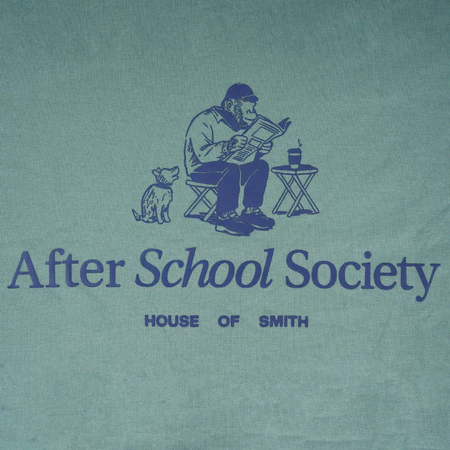 After School Society
HOUSE OF SMITH